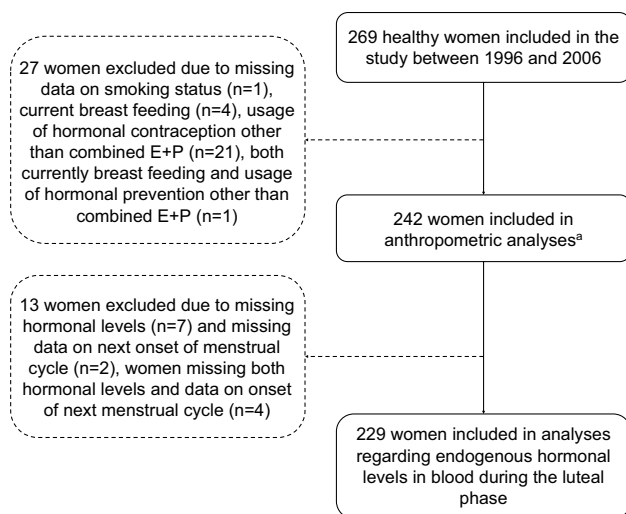 269 healthy women included in the
study between 1996 and 2006
27 women excluded due to missing
data on smoking status (n=1),
current breast feeding (n=4), usage
of hormonal contraception other
than combined E+P (n=21), both
currently breast feeding and usage
of hormonal prevention other than
combined E+P (n=1)
242 women included in
anthropometric analysesᵃ
13 women excluded due to missing
hormonal levels (n=7) and missing
data on next onset of menstrual
cycle (n=2), women missing both
hormonal levels and data on onset
of next menstrual cycle (n=4)
229 women included in analyses
regarding endogenous hormonal
levels in blood during the luteal
phase